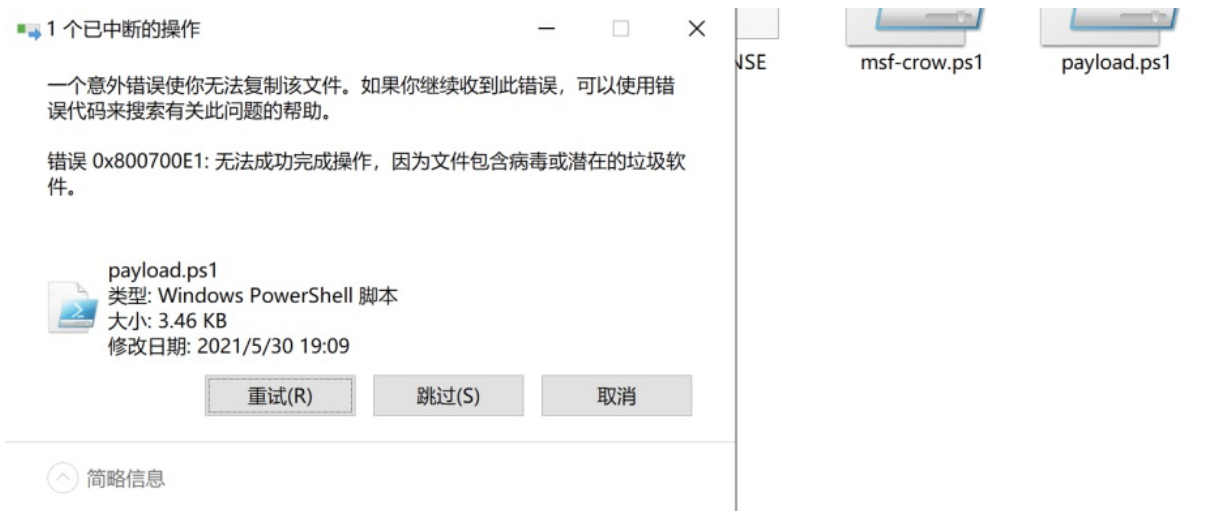 1 个已中断的操作
一个意外错误使你无法复制该文件。如果你继续收到此错误，可以使用错
误代码来搜索有关此问题的帮助。
错误 0x800700E1: 无法成功完成操作，因为文件包含病毒或潜在的垃圾软
件。
payload.ps1
类型: Windows PowerShell 脚本
大小: 3.46 KB
修改日期: 2021/5/30 19:09
重试(R)
跳过(S)
取消
简略信息
NSE
msf-crow.ps1
payload.ps1